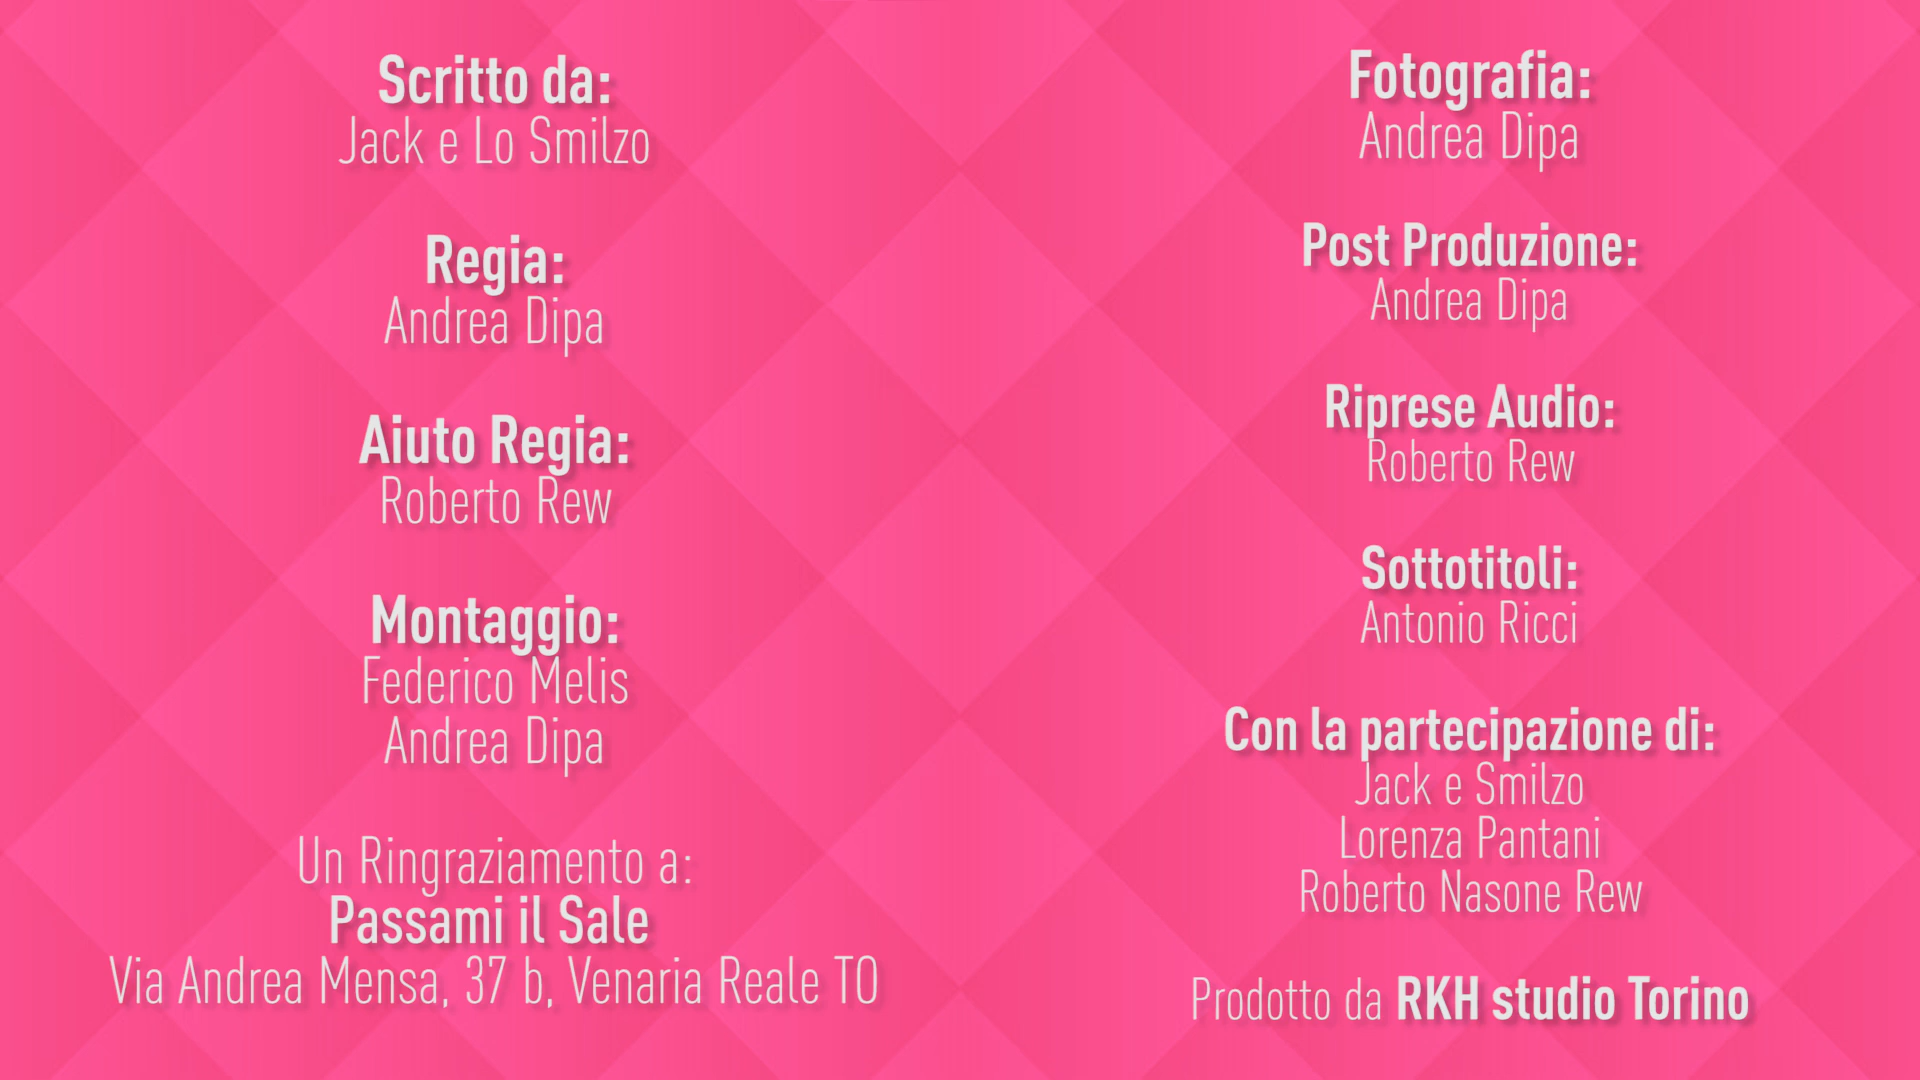 Scritto da:
Jack e Lo Smilzo
Regia:
Andrea Dipa
Aiuto Regia:
Roberto Rew
Montaggio:
Federico Melis
Andrea Dipa
Un Ringraziamento a:
Passami il Sale
Via Andrea Mensa, 37 b, Venaria Reale TO
Fotografia:
Andrea Dipa
Post Produzione:
Andrea Dipa
Riprese Audio:
Roberto Rew
Sottotitoli:
Antonio Ricci
Con la partecipazione di:
Jack e Smilzo
Lorenza Pantani
Roberto Nasone Rew
Prodotto da RKH studio Torino